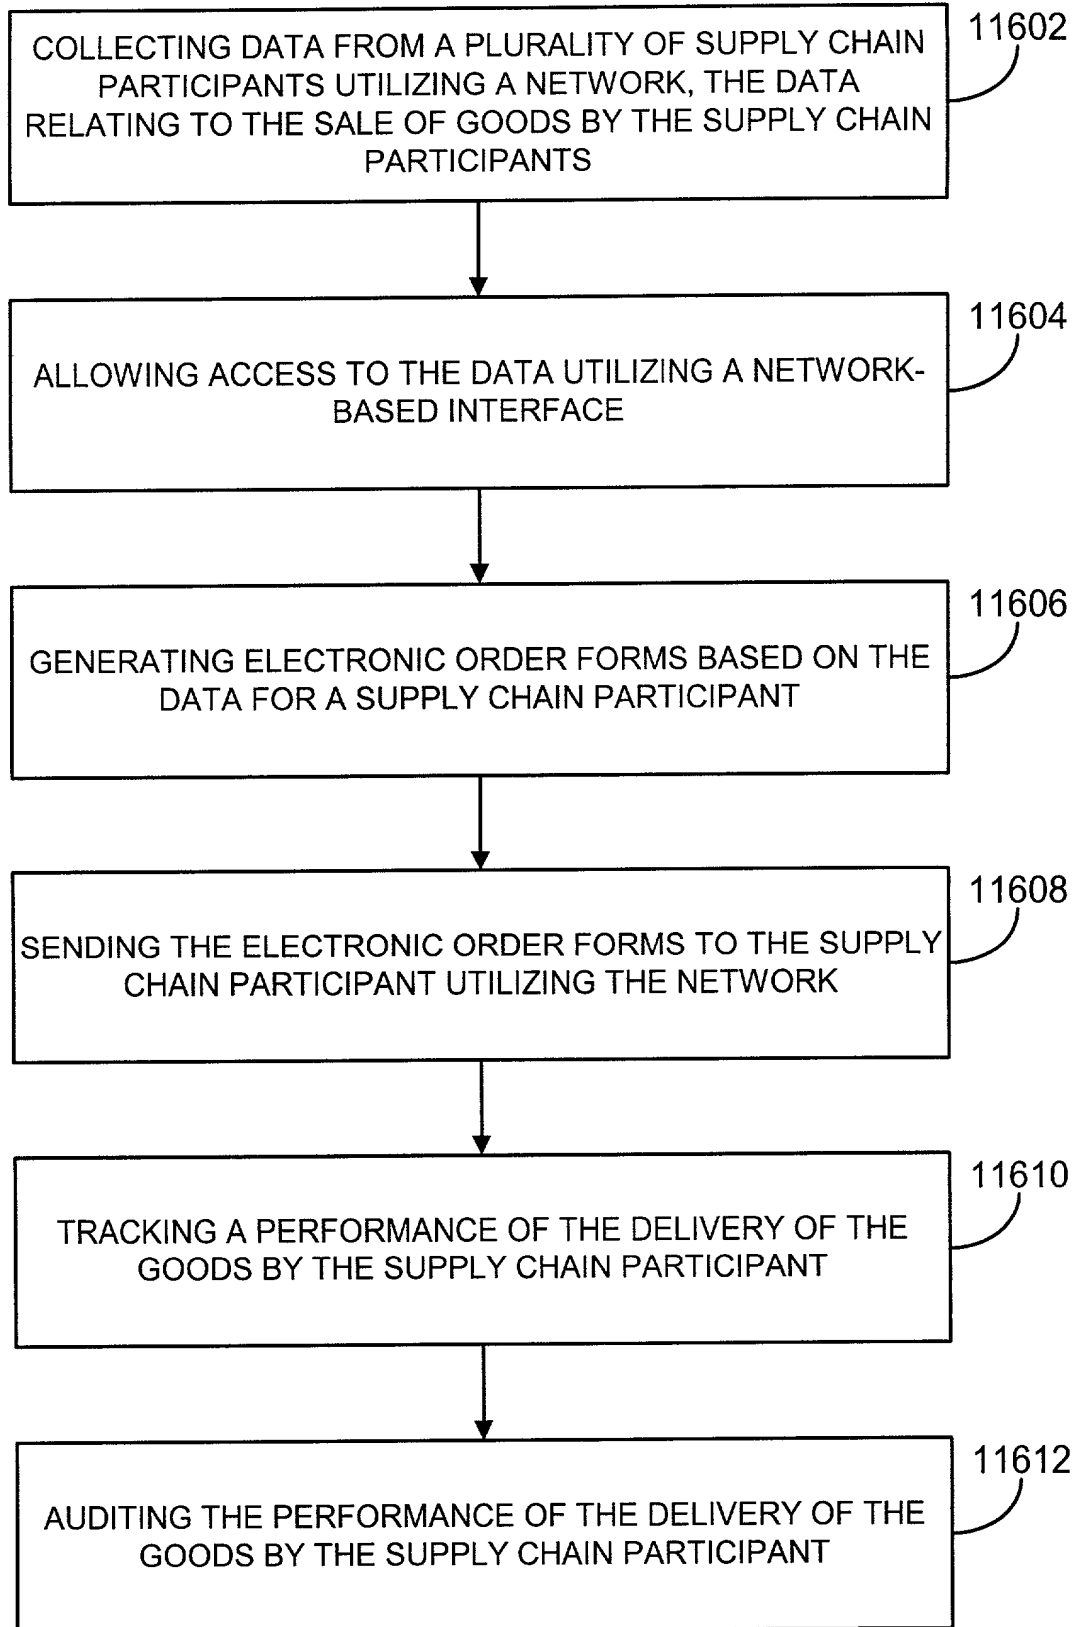 11602
COLLECTING DATA FROM A PLURALITY OF SUPPLY CHAIN
PARTICIPANTS UTILIZING A NETWORK, THE DATA
RELATING TO THE SALE OF GOODS BY THE SUPPLY CHAIN
PARTICIPANTS
11604
ALLOWING ACCESS TO THE DATA UTILIZING A NETWORK-
BASED INTERFACE
11606
GENERATING ELECTRONIC ORDER FORMS BASED ON THE
DATA FOR A SUPPLY CHAIN PARTICIPANT
11608
SENDING THE ELECTRONIC ORDER FORMS TO THE SUPPLY
CHAIN PARTICIPANT UTILIZING THE NETWORK
11610
TRACKING A PERFORMANCE OF THE DELIVERY OF THE
GOODS BY THE SUPPLY CHAIN PARTICIPANT
11612
AUDITING THE PERFORMANCE OF THE DELIVERY OF THE
GOODS BY THE SUPPLY CHAIN PARTICIPANT